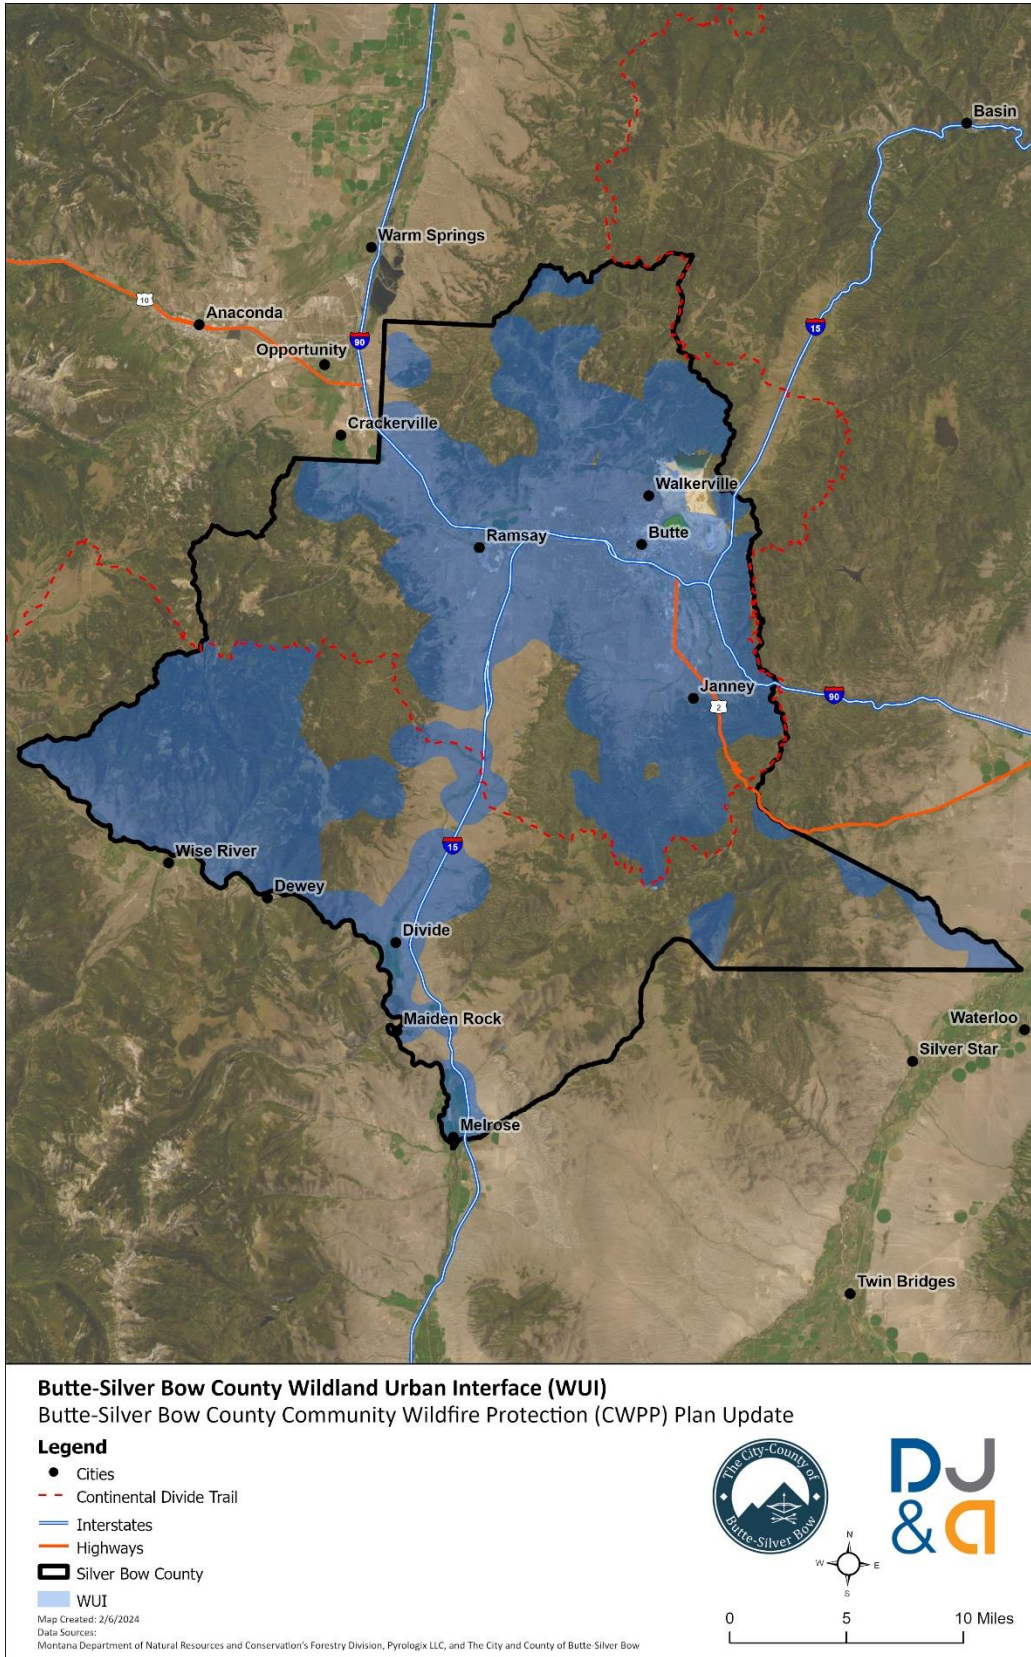 Basin
Warm Springs
10
Anaconda
15
90
Opportunity
Crackerville
Walkerville
Butte
Ramsay
Janney
90
2
15
Wise River
Dewey
Divide
Maiden Rock
Waterloo
Silver Star
Melrose
Twin Bridges
Butte-Silver Bow County Wildland Urban Interface (WUI)
Butte-Silver Bow County Community Wildfire Protection (CWPP) Plan Update
Legend
Cities
Continental Divide Trail
Interstates
Highways
Silver Bow County
WUI
Map Created: 2/6/2024
Data Sources:
Montana Department of Natural Resources and Conservation's Forestry Division, Pyrologix LLC, and The City and County of Butte-Silver Bow
The City-County of
Butte-Silver Bow
DJ
&a
N
W E
S
0 5 10 Miles